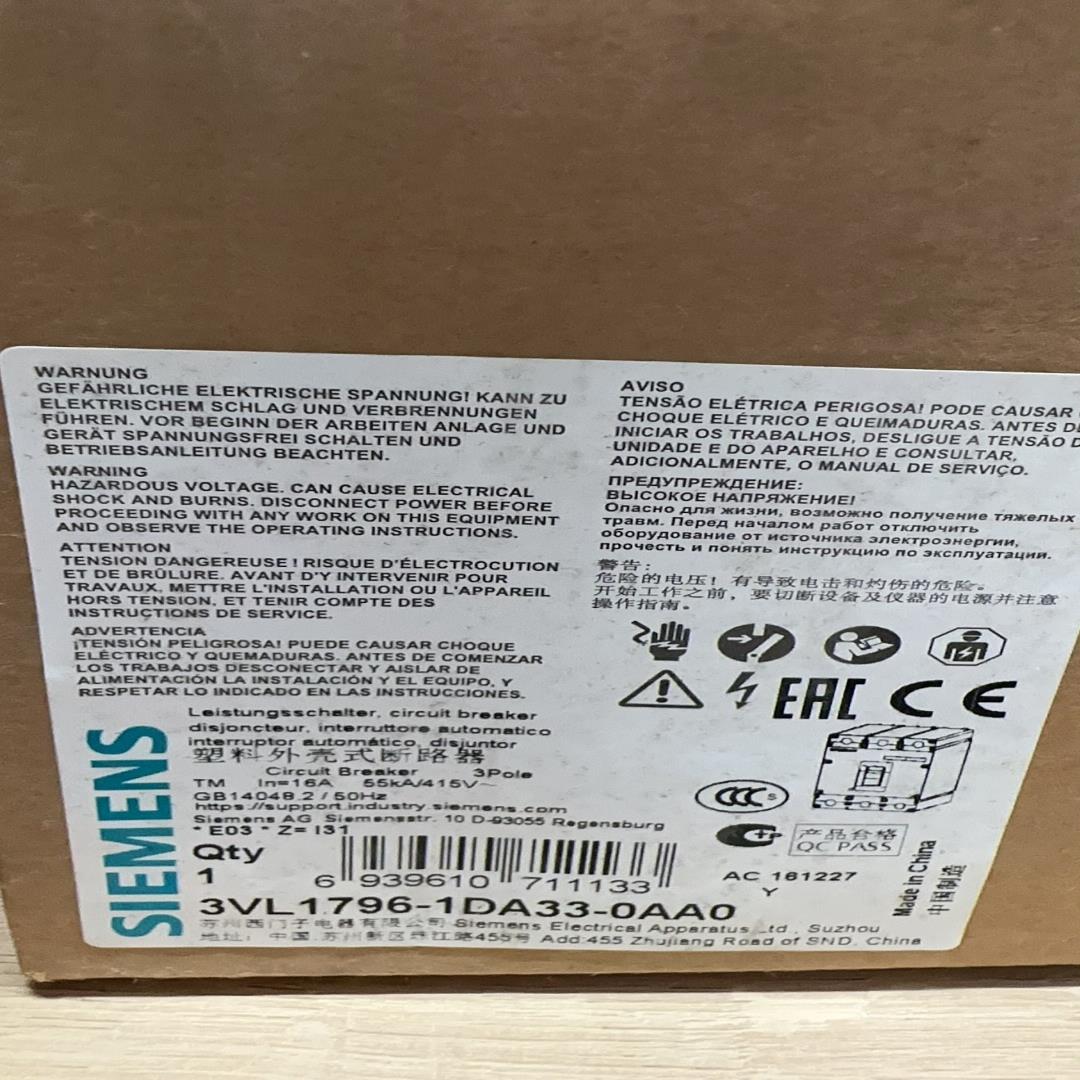 WARNUNG
GEFÄHRLICHE ELEKTRISCHE SPANNUNG! KANN ZU
ELEKTRISCHEM SCHLAG UND VERBRENNUNGEN
FÜHREN. VOR BEGINN DER ARBEITEN ANLAGE UND
GERÄT SPANNUNGSFREI SCHALTEN UND
BETRIEBSANLEITUNG BEACHTEN.
WARNING
HAZARDOUS VOLTAGE. CAN CAUSE ELECTRICAL
SHOCK AND BURNS. DISCONNECT POWER BEFORE
PROCEEDING WITH ANY WORK ON THIS EQUIPMENT
AND OBSERVE THE OPERATING INSTRUCTIONS.
ATTENTION
TENSION DANGEREUSE! RISQUE D'ÉLECTROCUTION
ET DE BRÛLURE. AVANT D'Y INTERVENIR POUR
TRAVAUX, METTRE L'INSTALLATION OU L'APPAREIL
HORS TENSION, ET TENIR COMPTE DES
INSTRUCTIONS DE SERVICE.
ADVERTENCIA
¡TENSIÓN PELIGROSA! PUEDE CAUSAR CHOQUE
ELÉCTRICO Y QUEMADURAS. ANTES DE COMENZAR
LOS TRABAJOS DESCONECTAR Y AISLAR DE
ALIMENTACIÓN LA INSTALACIÓN Y EL EQUIPO, Y
RESPETAR LO INDICADO EN LAS INSTRUCCIONES.
AVISO
TENSÃO ELÉTRICA PERIGOSA! PODE CAUSAR
CHOQUE ELÉTRICO E QUEIMADURAS. ANTES DE
INICIAR OS TRABALHOS, DESLIGUE A TENSÃO D
UNIDADE E DO APARELHO E CONSULTAR,
ADICIONALMENTE, O MANUAL DE SERVIÇO.
ПРЕДУПРЕЖДЕНИЕ:
ВЫСОКОЕ НАПРЯЖЕНИЕ!
Опасно для жизни, возможно получение тяжелых
травм. Перед началом работ отключить
оборудование от источника электроэнергии,
прочесть и понять инструкцию по эксплуатации.
警告:
危险的电压! 有导致电击和灼伤的危险。
开始工作之前, 要切断设备及仪器的电源并注意
操作指南。
EAC CE
SIEMENS
Leistungsschalter, circuit breaker
disjoncteur, interruttore automatico
interruptor automático, disjuntor
塑料外壳式断路器
Circuit Breaker 3Pole
TM In=16A 55kA/415V~
GB14048.2 / 50Hz
https://support.industry.siemens.com
Siemens AG Siemensstr. 10 D-93055 Regensburg
* E03 * Z= I31
Qty
1
6 939610 711133
3VL1796-1DA33-0AA0
苏州西门子电器有限公司 Siemens Electrical Apparatus Ltd., Suzhou
地址: 中国.苏州新区珠江路455号 Add:455 Zhujiang Road of SND, China
CCC S
产品合格
QC PASS
AC 181227
Y
Made in China
中国制造